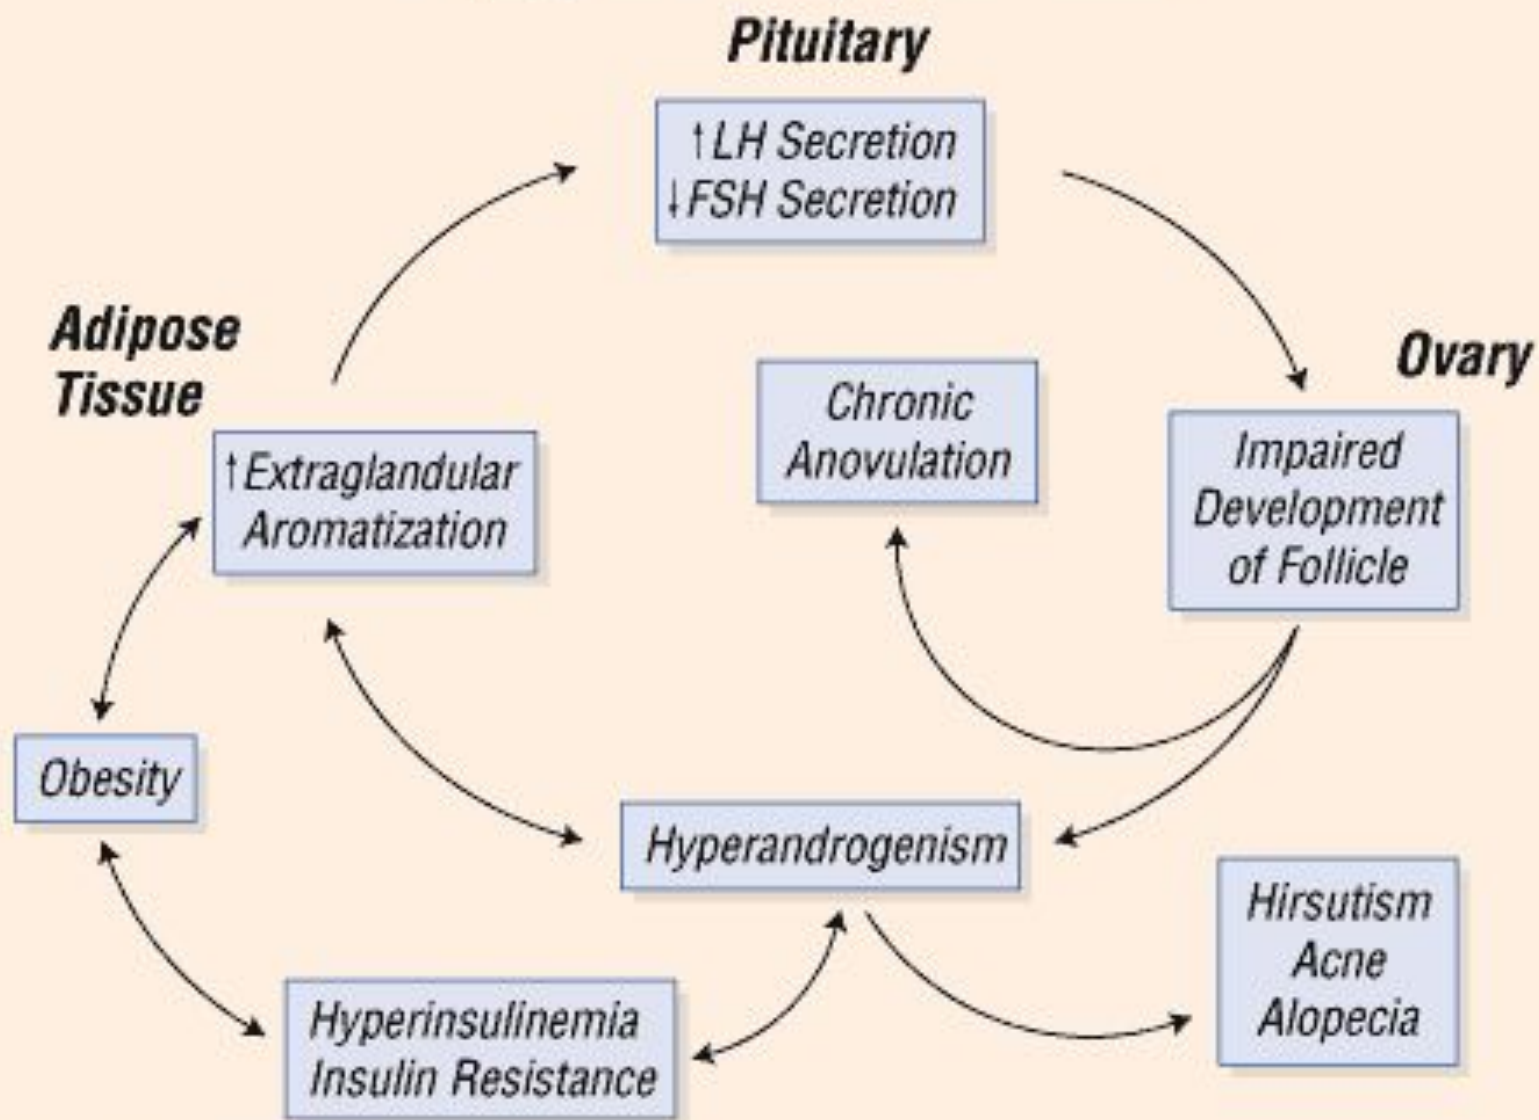 Pituitary
↑LH Secretion
↓FSH Secretion
Adipose
Tissue
↑Extraglandular
Aromatization
Chronic
Anovulation
Ovary
Impaired
Development
of Follicle
Obesity
Hyperandrogenism
Hirsutism
Acne
Alopecia
Hyperinsulinemia
Insulin Resistance